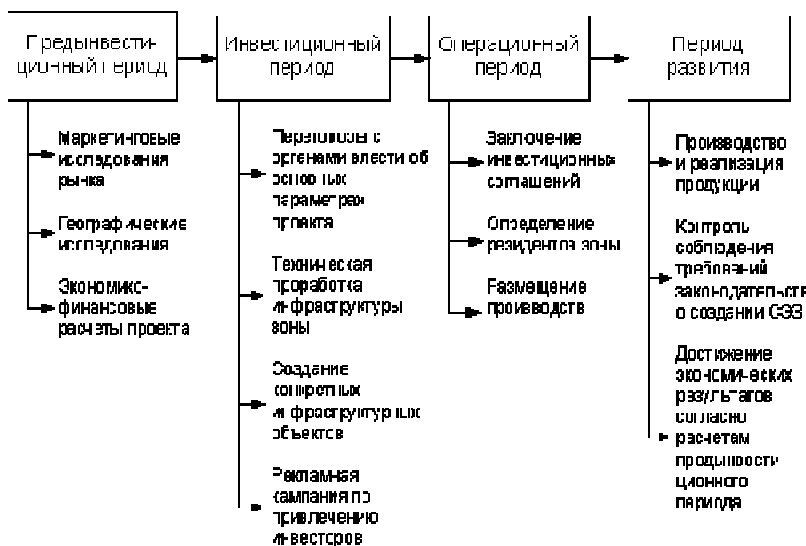 Предынвести-
ционный период
Инвестиционный
период
Операционный
период
Период
развития
Маркетинговые
исследования
рынка
Географические
исследования
Экономико-
финансовые
расчеты проекта
Переговоры с
органами власти об
основных
параметрах
проекта
Техническая
проработка
инфраструктуры
зоны
Создание
конкретных
инфраструктурных
объектов
Рекламная
кампания по
привлечению
инвесторов
Заключение
инвестиционных
соглашений
Определение
резидентов зоны
Размещение
производств
Производство
и реализация
продукции
Контроль
соблюдения
требований
законодательств
о создании СЭЗ
Достижение
экономических
результатов
согласно
расчетам
прединвести
ционного
периода